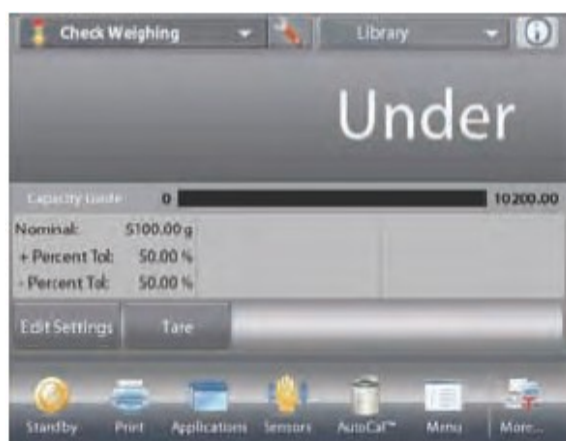 Check Weighing Library
Under
Capacity Guide 0 10200.00
Nominal: 5100.00 g
+ Percent Tol: 50.00 %
- Percent Tol: 50.00 %
Edit Settings Tare
Standby Print Applications Sensors AutoCal™ Menu More...